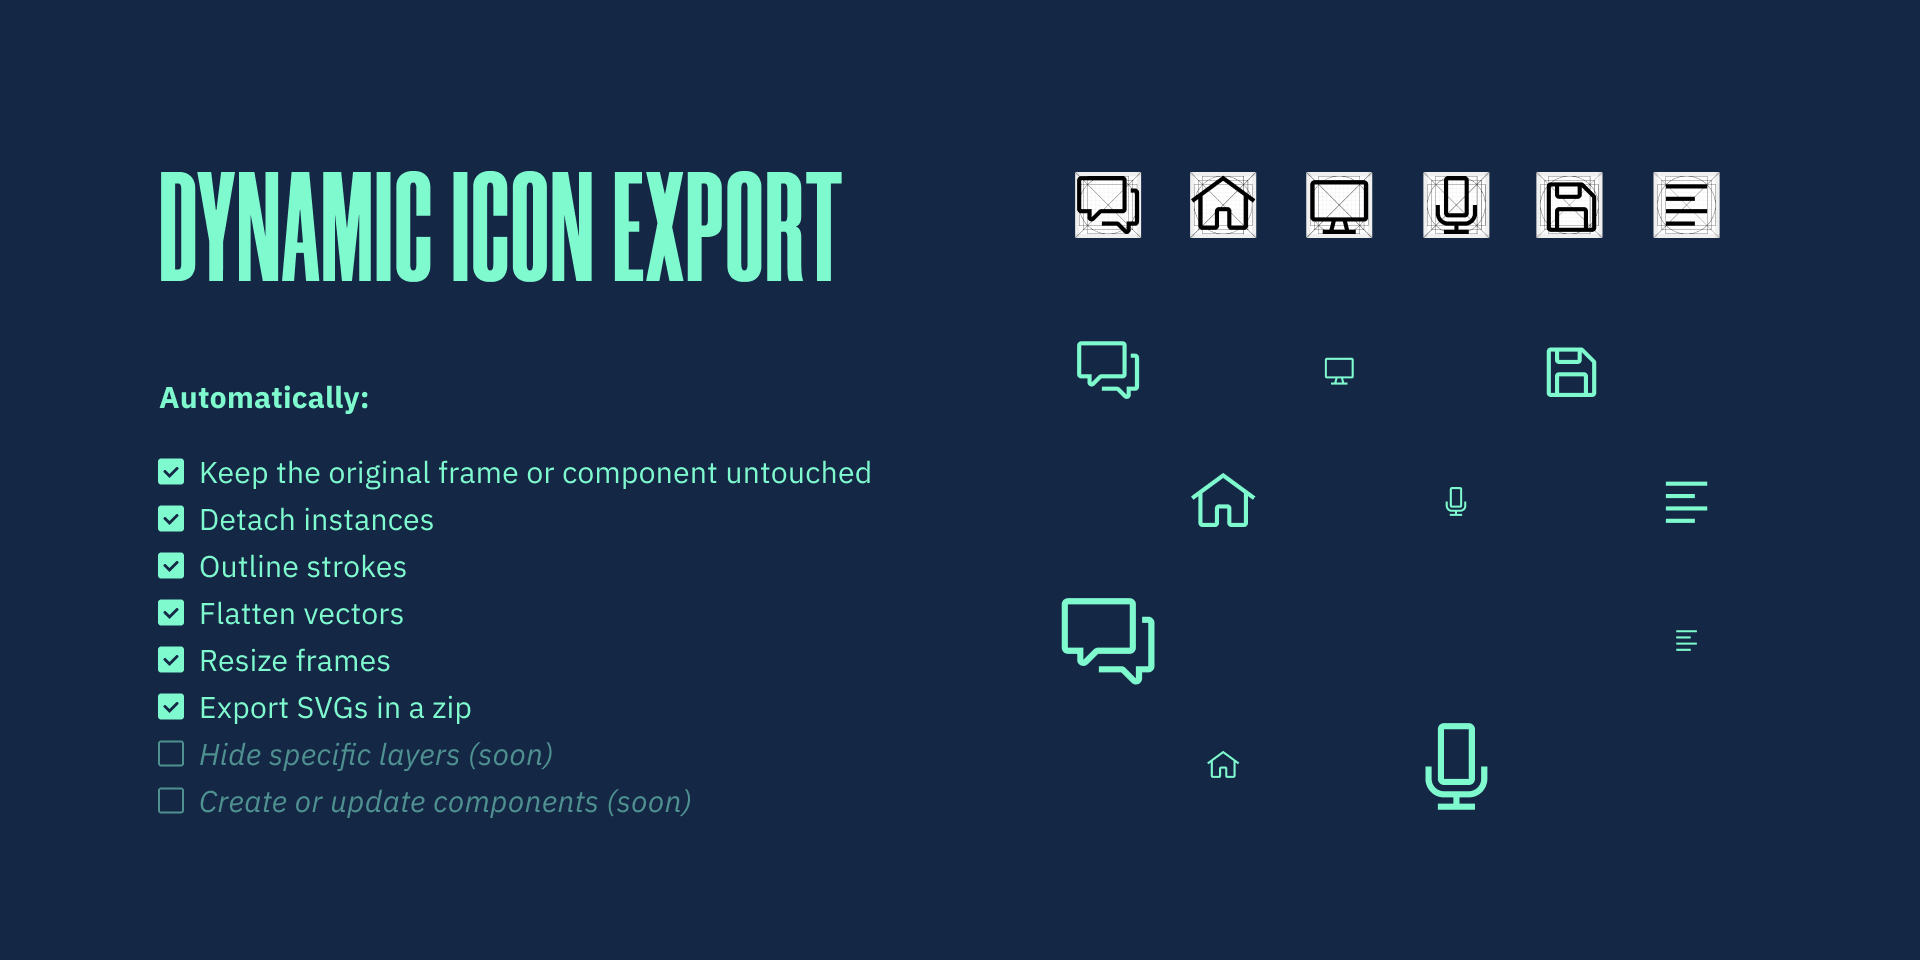 DYNAMIC ICON EXPORT
Automatically:
Keep the original frame or component untouched
Detach instances
Outline strokes
Flatten vectors
Resize frames
Export SVGs in a zip
Hide specific layers (soon)
Create or update components (soon)